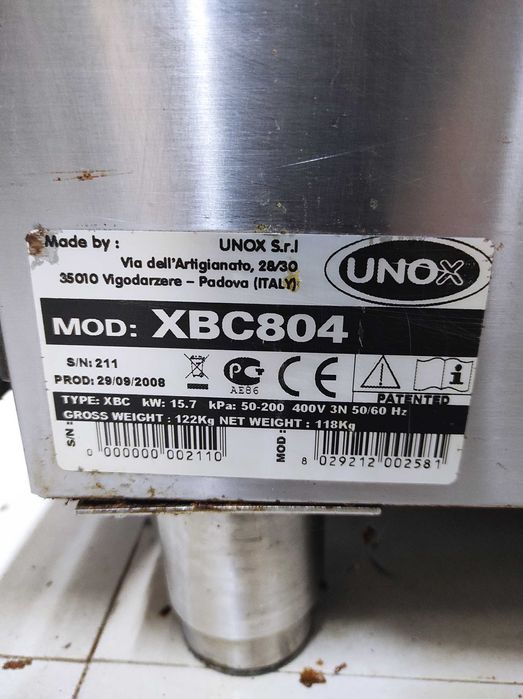 Made by : UNOX S.r.l
Via dell'Artigianato, 28/30
35010 Vigodarzere - Padova (ITALY)
UNOX
MOD: XBC804
S/N: 211
PROD: 29/09/2008
PG
AE86
CE
PATENTED
TYPE: XBC kW: 15.7 kPa: 50-200 400V 3N 50/60 Hz
GROSS WEIGHT : 122Kg NET WEIGHT : 118Kg
S/N:
0 000000 002110
MOD:
8 029212 002581